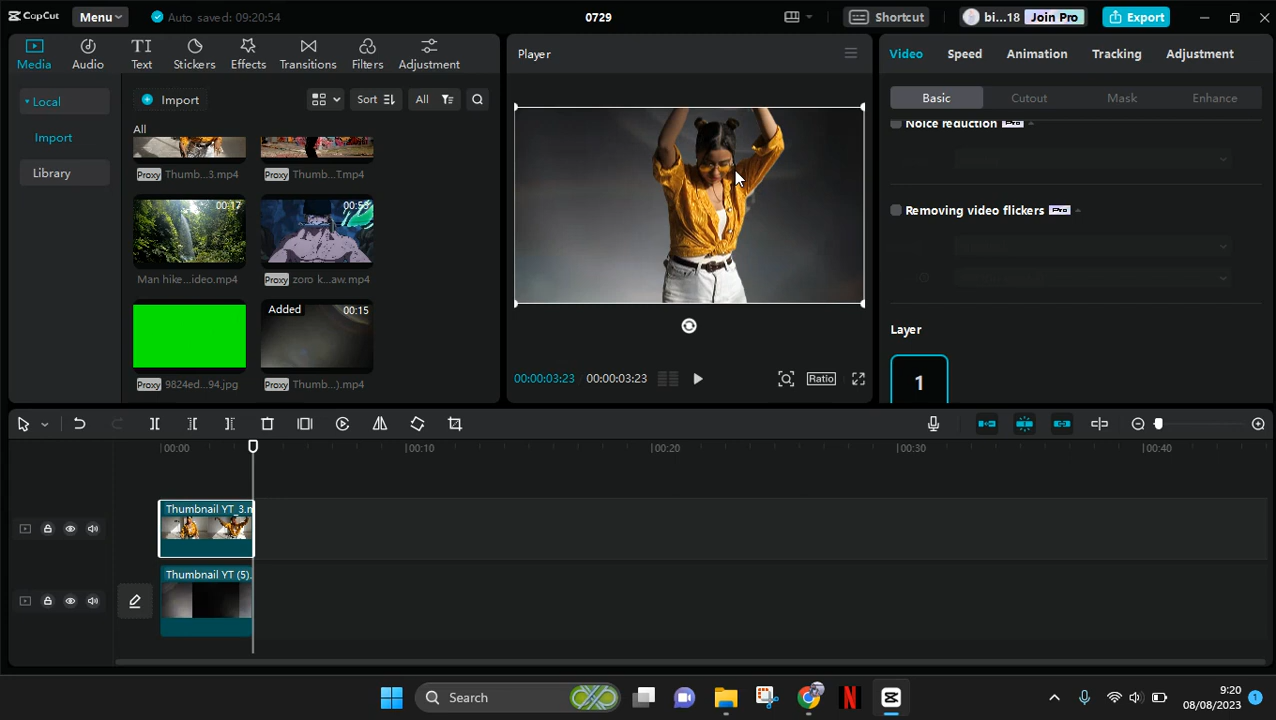 CapCut
Menu
Auto saved: 09:20:54
0729
Shortcut
bi...18
Join Pro
Export
Media
Audio
Text
Stickers
Effects
Transitions
Filters
Adjustment
Local
Import
Library
Import
Sort
All
All
Proxy Thumb...3.mp4
Proxy Thumb...T.mp4
00:17
Man hike...ideo.mp4
00:53
Proxy zoro k...aw.mp4
Proxy 9824ed...94.jpg
Added 00:15
Proxy Thumb...).mp4
Player
00:00:03:23 00:00:03:23
Ratio
Video
Speed
Animation
Tracking
Adjustment
Basic
Cutout
Mask
Enhance
Noice reduction Pro
Removing video flickers Pro
Layer
1
00:00
00:10
00:20
00:30
00:40
Thumbnail YT_3.m
Thumbnail YT (5).
Search
9:20
08/08/2023
1